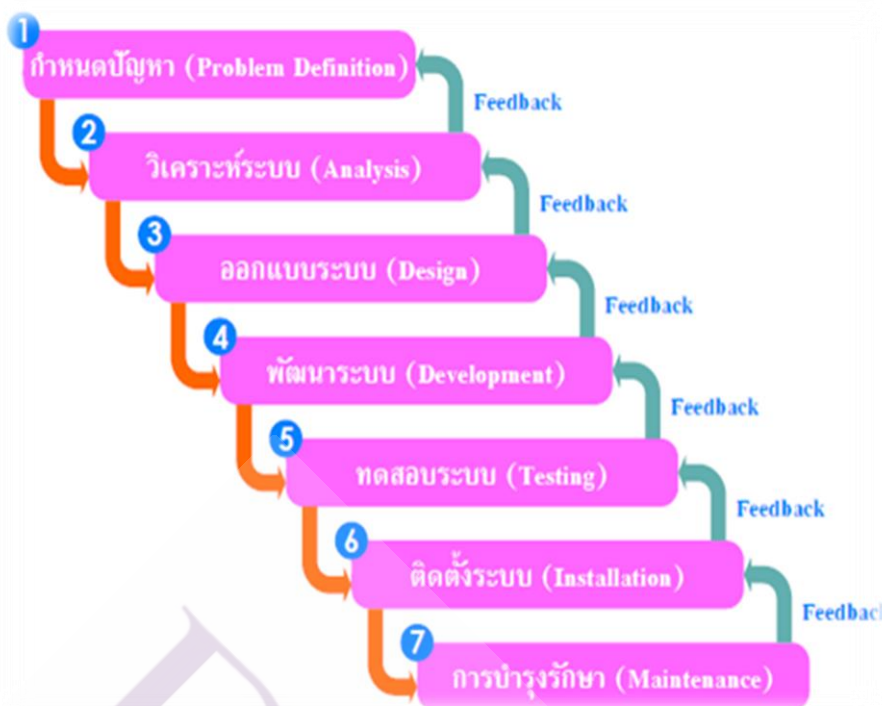 1
กำหนดปัญหา (Problem Definition)
Feedback
2
วิเคราะห์ระบบ (Analysis)
Feedback
3
ออกแบบระบบ (Design)
Feedback
4
พัฒนาระบบ (Development)
Feedback
5
ทดสอบระบบ (Testing)
Feedback
6
ติดตั้งระบบ (Installation)
Feedback
7
การบำรุงรักษา (Maintenance)